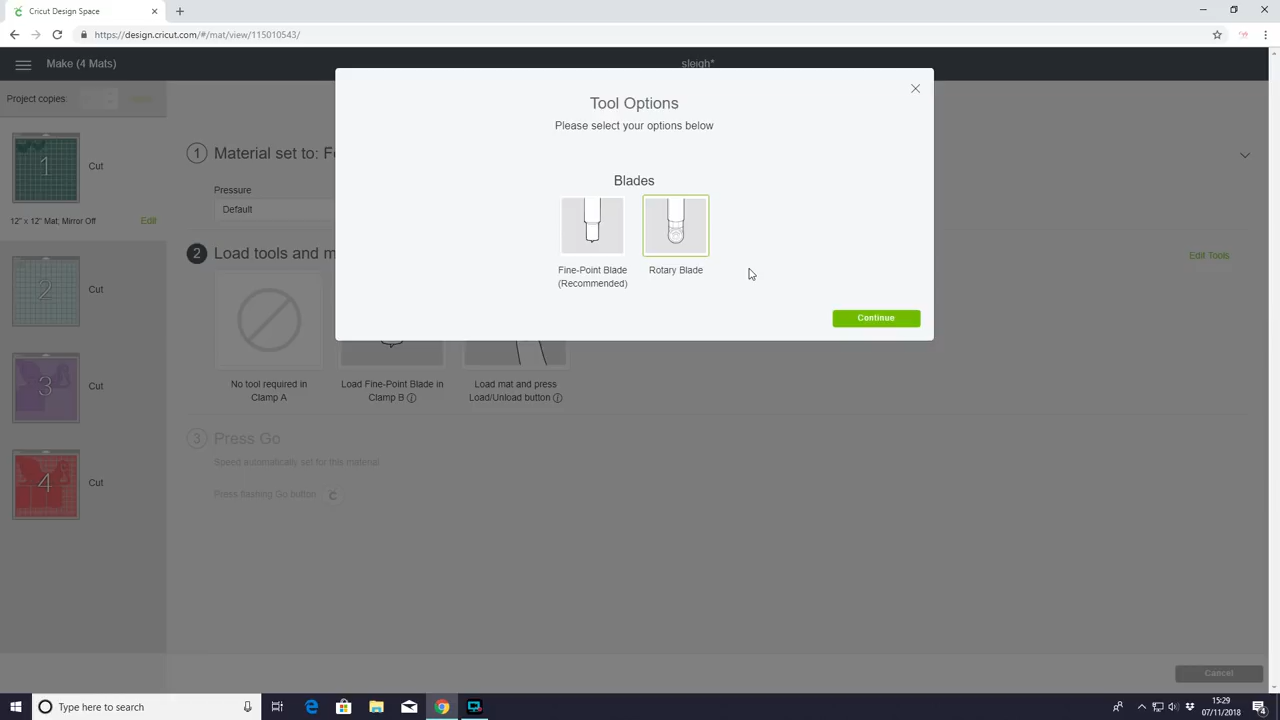 Cricut Design Space
https://design.cricut.com/#/mat/view/115010543/
Make (4 Mats)
sleigh*
Project copies:
Tool Options
Please select your options below
1
Cut
1
Material set to: F
Pressure
Default
12" x 12" Mat, Mirror Off
Edit
Blades
Fine-Point Blade
(Recommended)
Rotary Blade
Continue
2
Load tools and m
Edit Tools
2
Cut
No tool required in
Clamp A
Load Fine-Point Blade in
Clamp B
Load mat and press
Load/Unload button
3
Cut
3
Press Go
Speed automatically set for this material
Press flashing Go button
4
Cut
Cancel
Type here to search
15:29
07/11/2018
4